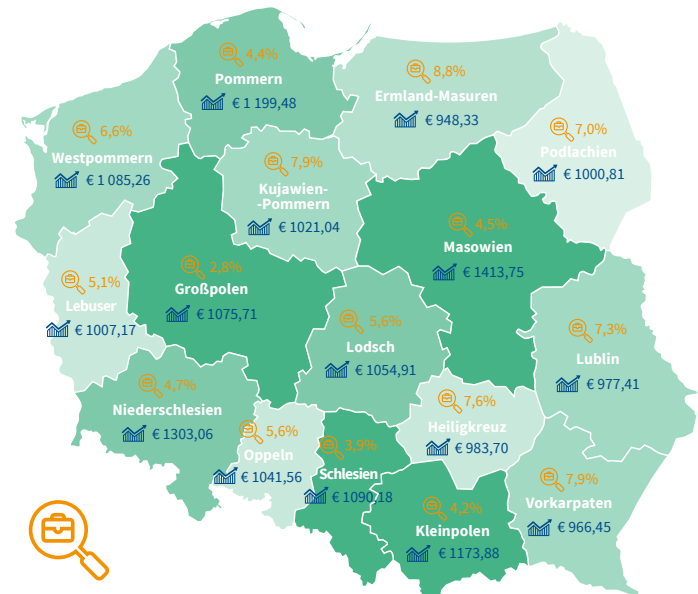 4,4%
Pommern
€ 1 199,48
8,8%
Ermland-Masuren
€ 948,33
6,6%
Westpommern
€ 1 085,26
7,0%
Podlachien
€ 1000,81
7,9%
Kujawien-
-Pommern
€ 1021,04
4,5%
Masowien
€ 1413,75
2,8%
Großpolen
€ 1075,71
5,1%
Lebuser
€ 1007,17
5,6%
Lodsch
€ 1054,91
7,3%
Lublin
€ 977,41
4,7%
Niederschlesien
€ 1303,06
7,6%
Heiligkreuz
€ 983,70
5,6%
Oppeln
€ 1041,56
3,9%
Schlesien
€ 1090,18
7,9%
Vorkarpaten
€ 966,45
4,2%
Kleinpolen
€ 1173,88